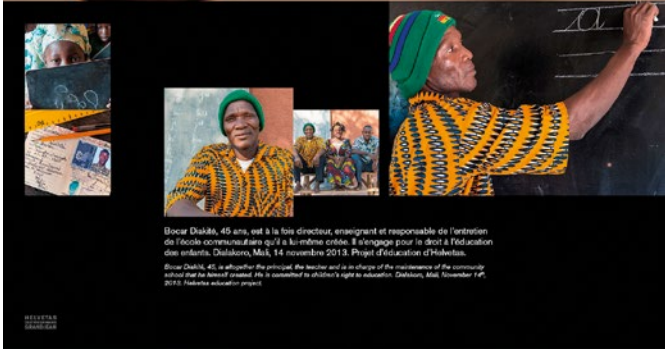 a
Bocar Diakité, 45 ans, est à la fois directeur, enseignant et responsable de l'entretien
de l'école communautaire qu'il a lui-même créée. Il s'engage pour le droit à l'éducation
des enfants. Dialakoro, Mali, 14 novembre 2013. Projet d'éducation d'Helvetas.
Bocar Diakité, 45, is altogether the principal, the teacher and is in charge of the maintenance of the community
school that he himself created. He is committed to children's right to education. Dialakoro, Mali, November 14th,
2013. Helvetas education project.
HELVETAS